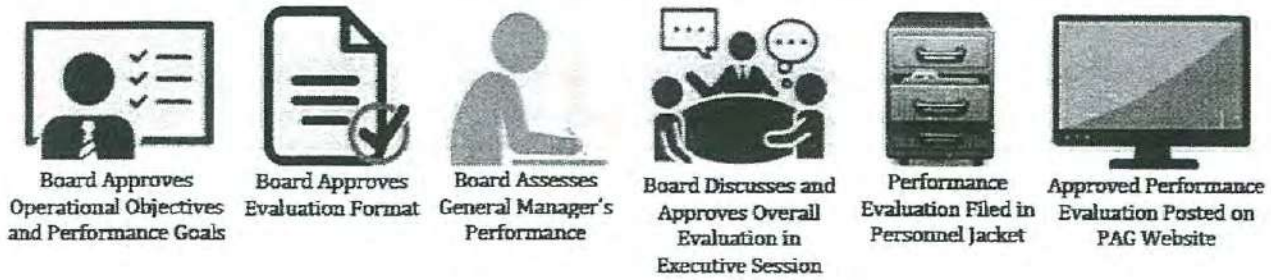 Board Approves
Operational Objectives
and Performance Goals
Board Approves
Evaluation Format
Board Assesses
General Manager's
Performance
Board Discusses and
Approves Overall
Evaluation in
Executive Session
Performance
Evaluation Filed in
Personnel Jacket
Approved Performance
Evaluation Posted on
PAG Website